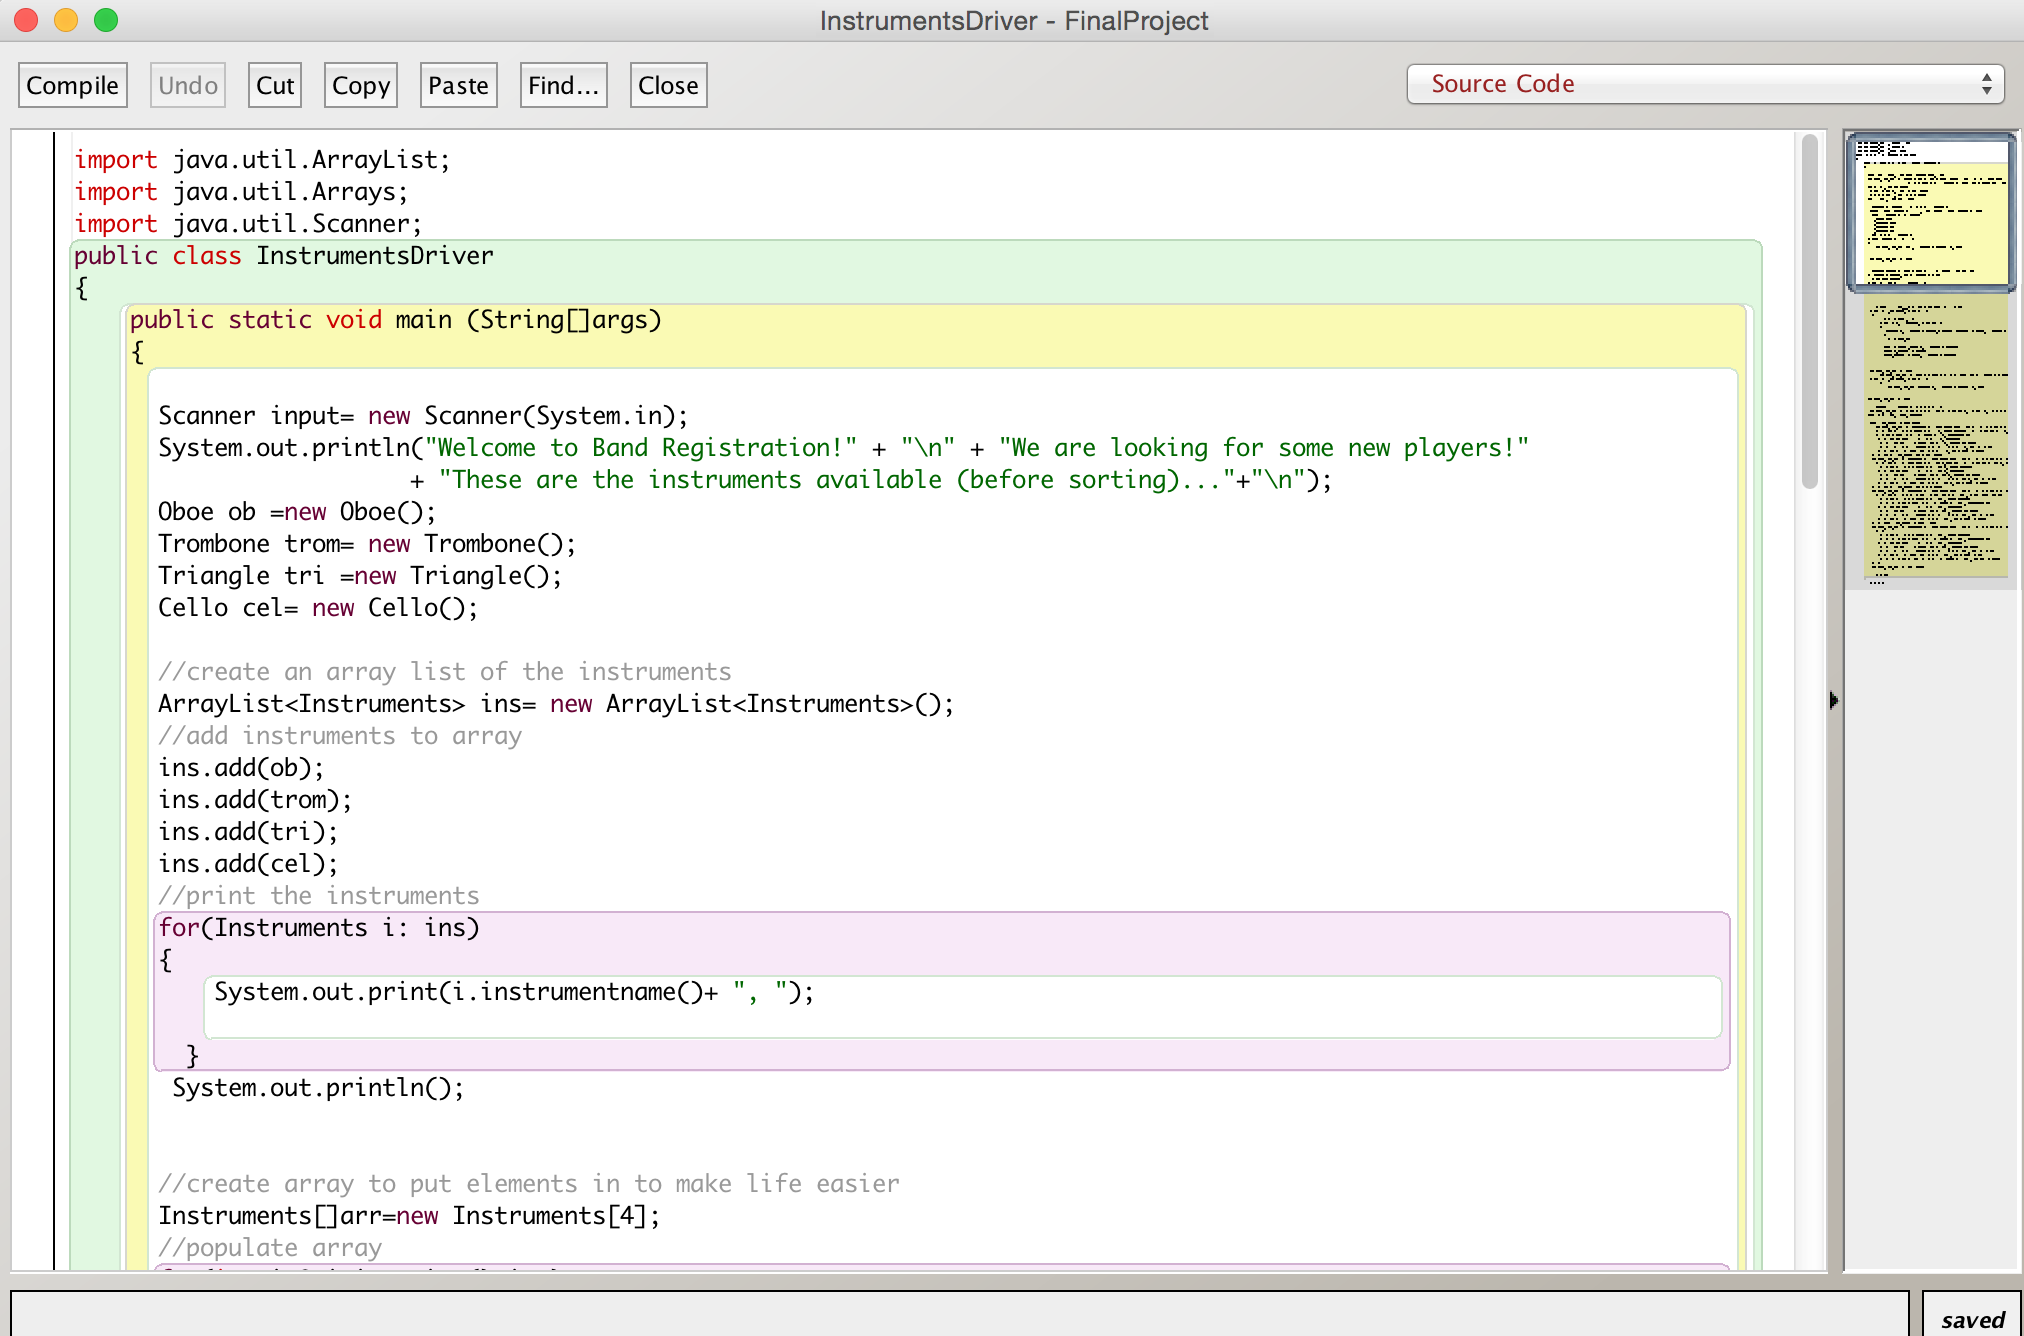 InstrumentsDriver - FinalProject
Compile Undo Cut Copy Paste Find... Close Source Code
import java.util.ArrayList;
import java.util.Arrays;
import java.util.Scanner;
public class InstrumentsDriver
{
public static void main (String[]args)
{
Scanner input= new Scanner(System.in);
System.out.println("Welcome to Band Registration!" + "\n" + "We are looking for some new players!"
+ "These are the instruments available (before sorting)..."+"\n");
Oboe ob =new Oboe();
Trombone trom= new Trombone();
Triangle tri =new Triangle();
Cello cel= new Cello();
//create an array list of the instruments
ArrayList<Instruments> ins= new ArrayList<Instruments>();
//add instruments to array
ins.add(ob);
ins.add(trom);
ins.add(tri);
ins.add(cel);
//print the instruments
for(Instruments i: ins)
{
System.out.print(i.instrumentname()+ ", ");
}
System.out.println();
//create array to put elements in to make life easier
Instruments[]arr=new Instruments[4];
//populate array
saved